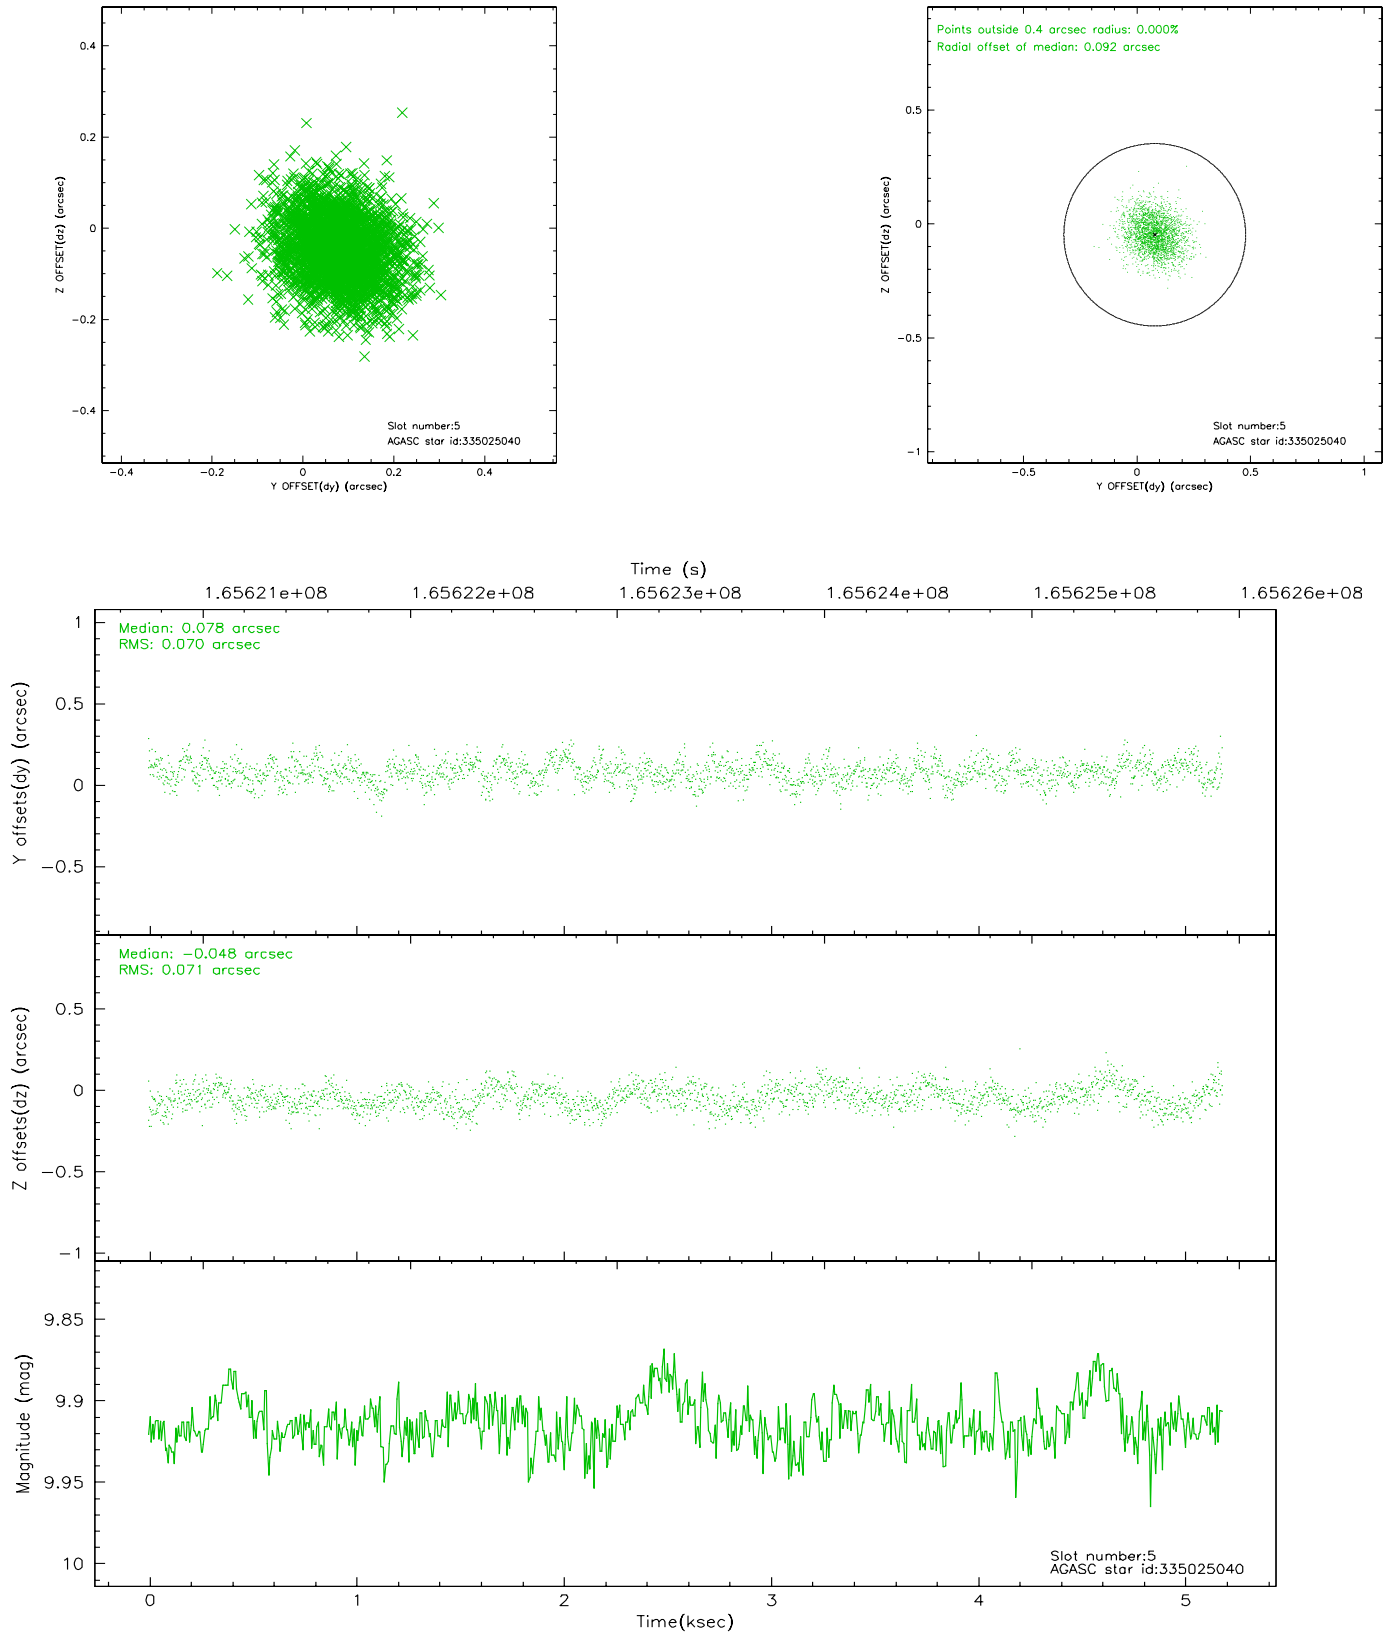 0.4
0.2
0
−0.2
−0.4
Z OFFSET(dz) (arcsec)
−0.4 −0.2 0 0.2 0.4
Y OFFSET(dy) (arcsec)
Slot number:5
AGASC star id:335025040
Points outside 0.4 arcsec radius: 0.000%
Radial offset of median: 0.092 arcsec
0.5
0
−0.5
−1
Z OFFSET(dz) (arcsec)
−0.5 0 0.5 1
Y OFFSET(dy) (arcsec)
Slot number:5
AGASC star id:335025040
Time (s)
1.65621e+08 1.65622e+08 1.65623e+08 1.65624e+08 1.65625e+08 1.65626e+08
Median: 0.078 arcsec
RMS: 0.070 arcsec
1
0.5
0
−0.5
Y offsets(dy) (arcsec)
Median: −0.048 arcsec
RMS: 0.071 arcsec
0.5
0
−0.5
−1
Z offsets(dz) (arcsec)
9.85
9.9
9.95
10
Magnitude (mag)
Slot number:5
AGASC star id:335025040
0 1 2 3 4 5
Time(ksec)